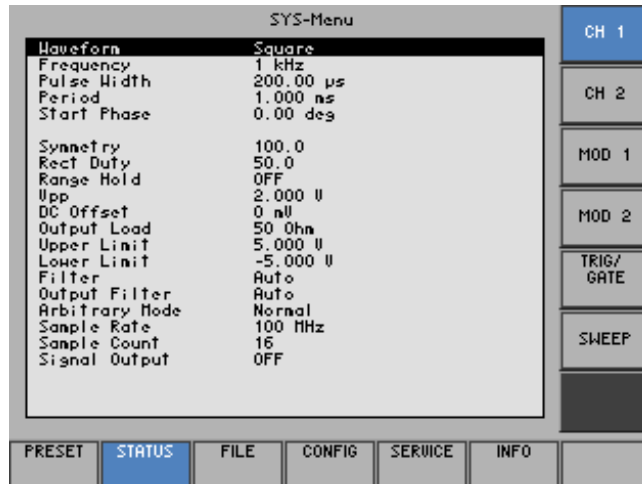 SYS-Menu
Waveform Square
Frequency 1 kHz
Pulse Width 200.00 µs
Period 1.000 ms
Start Phase 0.00 deg
Symmetry 100.0
Rect Duty 50.0
Range Hold OFF
Vpp 2.000 V
DC Offset 0 mV
Output Load 50 Ohm
Upper Limit 5.000 V
Lower Limit -5.000 V
Filter Auto
Output Filter Auto
Arbitrary Mode Normal
Sample Rate 100 MHz
Sample Count 16
Signal Output OFF
CH 1
CH 2
MOD 1
MOD 2
TRIG/
GATE
SWEEP
PRESET STATUS FILE CONFIG SERVICE INFO